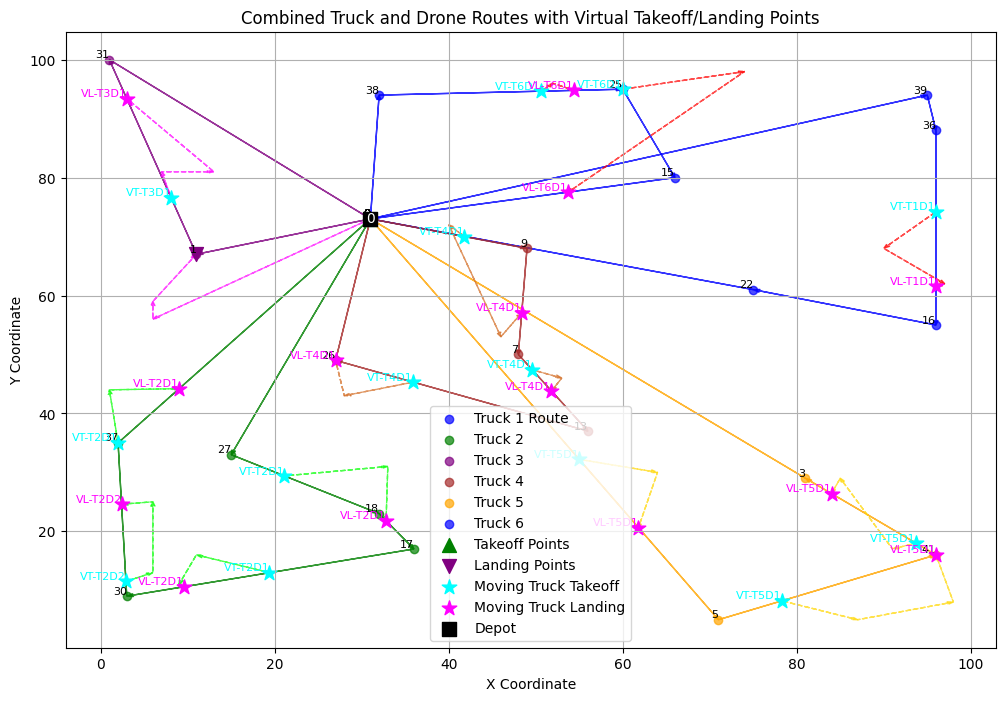 Combined Truck and Drone Routes with Virtual Takeoff/Landing Points
31
VL-T3D1
38
VT-T6D1
VL-T6D1
VT-T6D1
25
39
36
15
VL-T6D1
VT-T3D1
0
VT-T1D1
VT-T4D1
9
VL-T1D1
22
16
VL-T4D1
7
VL-T4D1
26
VT-T4D1
VT-T4D1
VL-T4D1
VL-T2D1
13
VT-T2D1
37
27
VT-T2D1
VT-T5D1
3
VL-T5D1
VL-T2D2
18
VL-T2D1
VL-T5D1
17
VT-T5D1
VL-T5D1
41
VT-T2D2
VL-T2D1
VT-T2D1
30
VT-T5D1
5
Truck 1 Route
Truck 2
Truck 3
Truck 4
Truck 5
Truck 6
Takeoff Points
Landing Points
Moving Truck Takeoff
Moving Truck Landing
Depot
100
80
60
40
20
Y Coordinate
0
20
40
60
80
100
X Coordinate